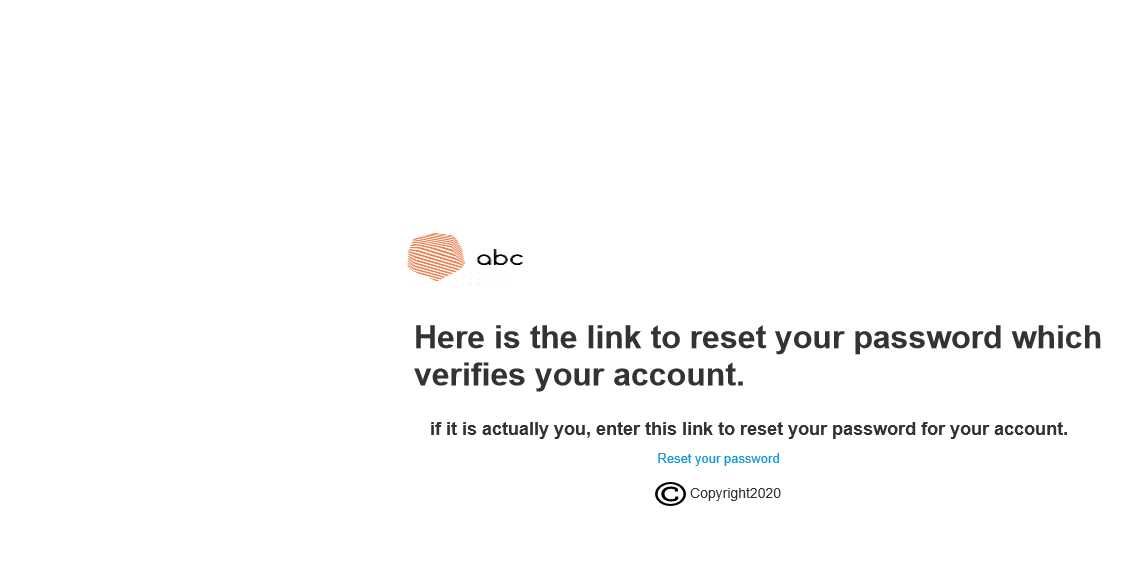 abc
Here is the link to reset your password which
verifies your account.
if it is actually you, enter this link to reset your password for your account.
Reset your password
© Copyright2020